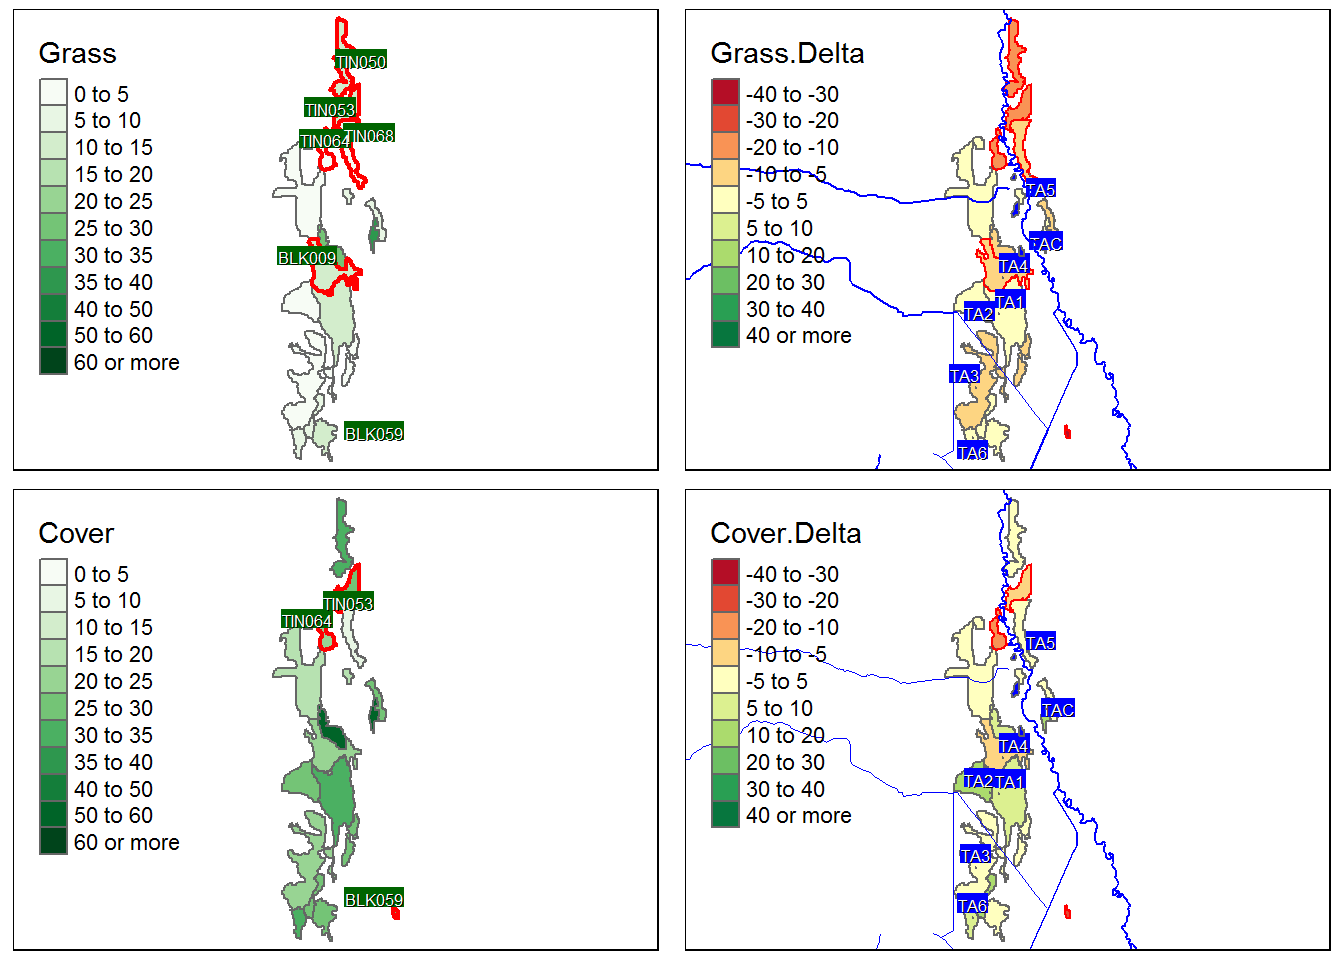 Grass
0 to 5
5 to 10
10 to 15
15 to 20
20 to 25
25 to 30
30 to 35
35 to 40
40 to 50
50 to 60
60 or more
TIN050
TIN053
TIN064
TIN068
BLK009
BLK059
Grass.Delta
-40 to -30
-30 to -20
-20 to -10
-10 to -5
-5 to 5
5 to 10
10 to 20
20 to 30
30 to 40
40 or more
TA5
TAC
TA4
TA1
TA2
TA3
TA6
Cover
0 to 5
5 to 10
10 to 15
15 to 20
20 to 25
25 to 30
30 to 35
35 to 40
40 to 50
50 to 60
60 or more
TIN053
TIN064
BLK059
Cover.Delta
-40 to -30
-30 to -20
-20 to -10
-10 to -5
-5 to 5
5 to 10
10 to 20
20 to 30
30 to 40
40 or more
TA5
TAC
TA4
TA2
TA1
TA3
TA6